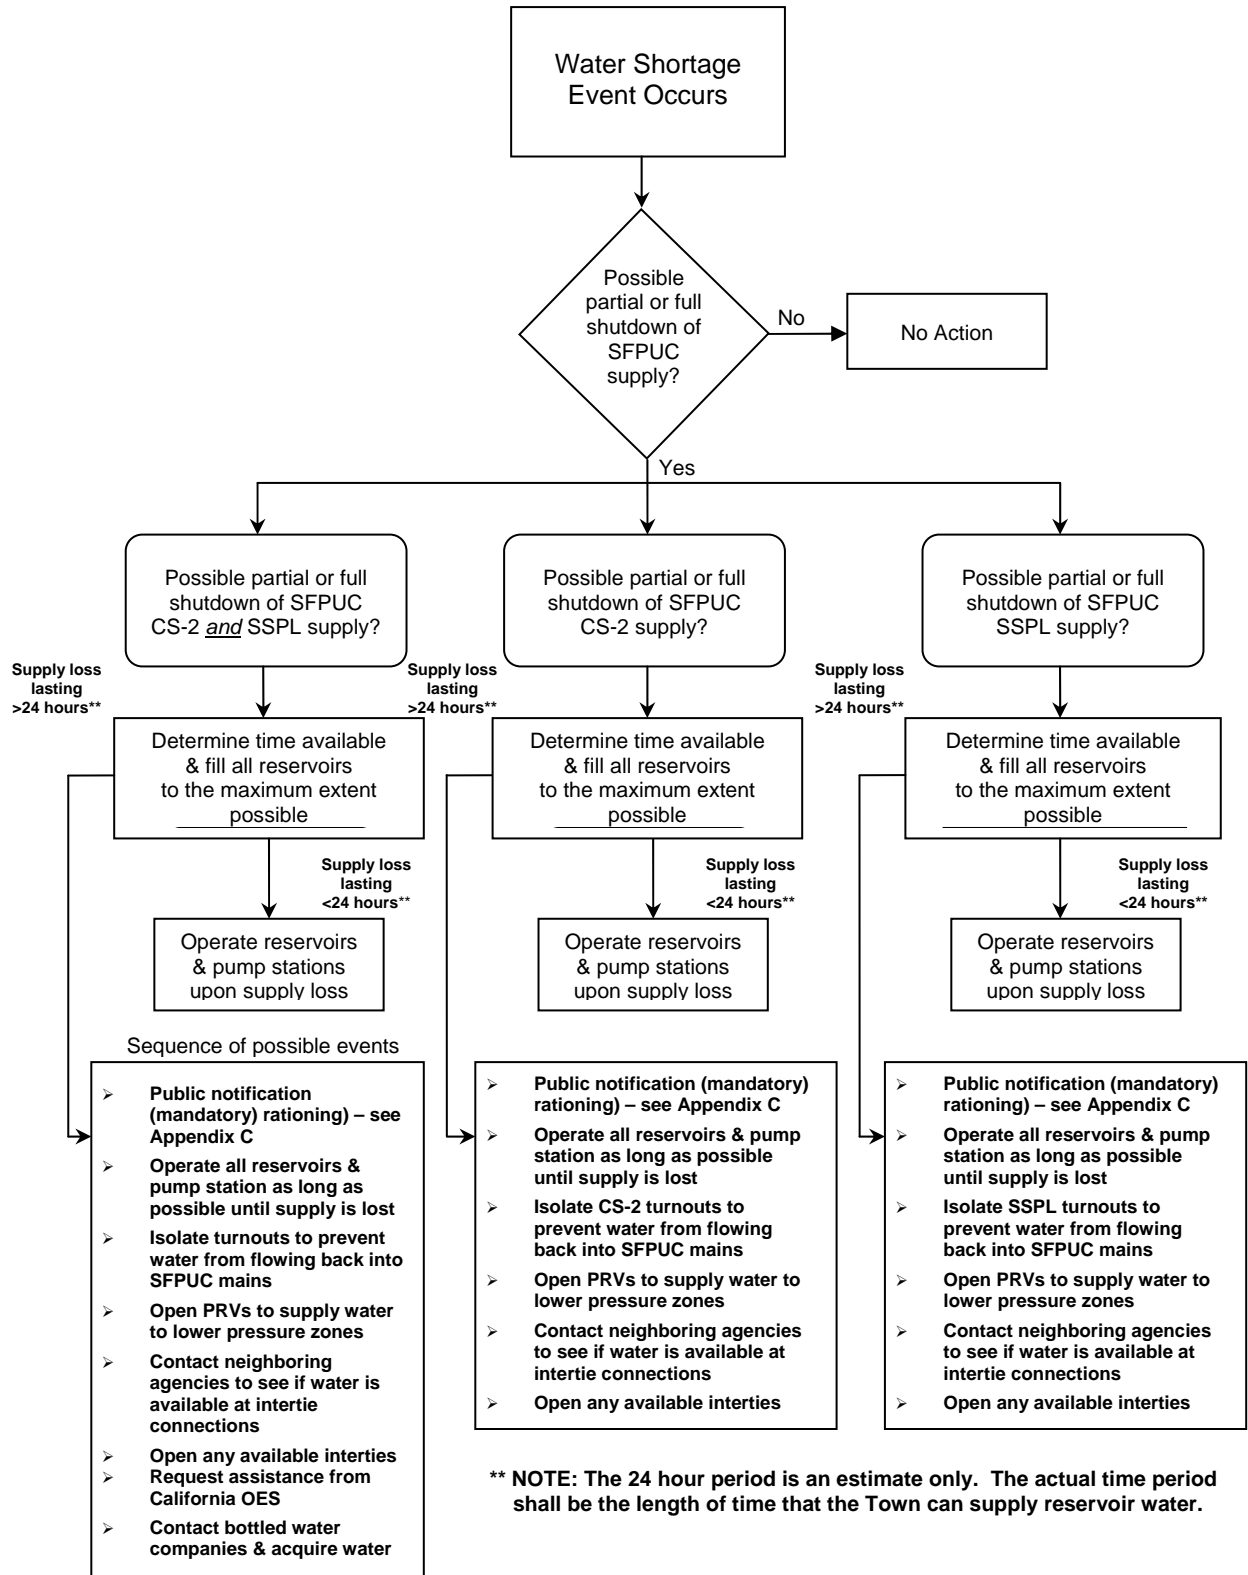 Water Shortage
Event Occurs
Possible
partial or full
shutdown of
SFPUC
supply?
No
No Action
Yes
Possible partial or full
shutdown of SFPUC
CS-2 and SSPL supply?
Possible partial or full
shutdown of SFPUC
CS-2 supply?
Possible partial or full
shutdown of SFPUC
SSPL supply?
Supply loss
lasting
>24 hours**
Supply loss
lasting
>24 hours**
Supply loss
lasting
>24 hours**
Determine time available
& fill all reservoirs
to the maximum extent
possible
Determine time available
& fill all reservoirs
to the maximum extent
possible
Determine time available
& fill all reservoirs
to the maximum extent
possible
Supply loss
lasting
<24 hours**
Supply loss
lasting
<24 hours**
Supply loss
lasting
<24 hours**
Operate reservoirs
& pump stations
upon supply loss
Operate reservoirs
& pump stations
upon supply loss
Operate reservoirs
& pump stations
upon supply loss
Sequence of possible events
➢ Public notification
(mandatory) rationing) – see
Appendix C
➢ Operate all reservoirs &
pump station as long as
possible until supply is lost
➢ Isolate turnouts to prevent
water from flowing back into
SFPUC mains
➢ Open PRVs to supply water
to lower pressure zones
➢ Contact neighboring
agencies to see if water is
available at intertie
connections
➢ Open any available interties
➢ Request assistance from
California OES
➢ Contact bottled water
companies & acquire water
➢ Public notification (mandatory)
rationing) – see Appendix C
➢ Operate all reservoirs & pump
station as long as possible
until supply is lost
➢ Isolate CS-2 turnouts to
prevent water from flowing
back into SFPUC mains
➢ Open PRVs to supply water to
lower pressure zones
➢ Contact neighboring agencies
to see if water is available at
intertie connections
➢ Open any available interties
➢ Public notification (mandatory)
rationing) – see Appendix C
➢ Operate all reservoirs & pump
station as long as possible
until supply is lost
➢ Isolate SSPL turnouts to
prevent water from flowing
back into SFPUC mains
➢ Open PRVs to supply water to
lower pressure zones
➢ Contact neighboring agencies
to see if water is available at
intertie connections
➢ Open any available interties
** NOTE: The 24 hour period is an estimate only. The actual time period
shall be the length of time that the Town can supply reservoir water.